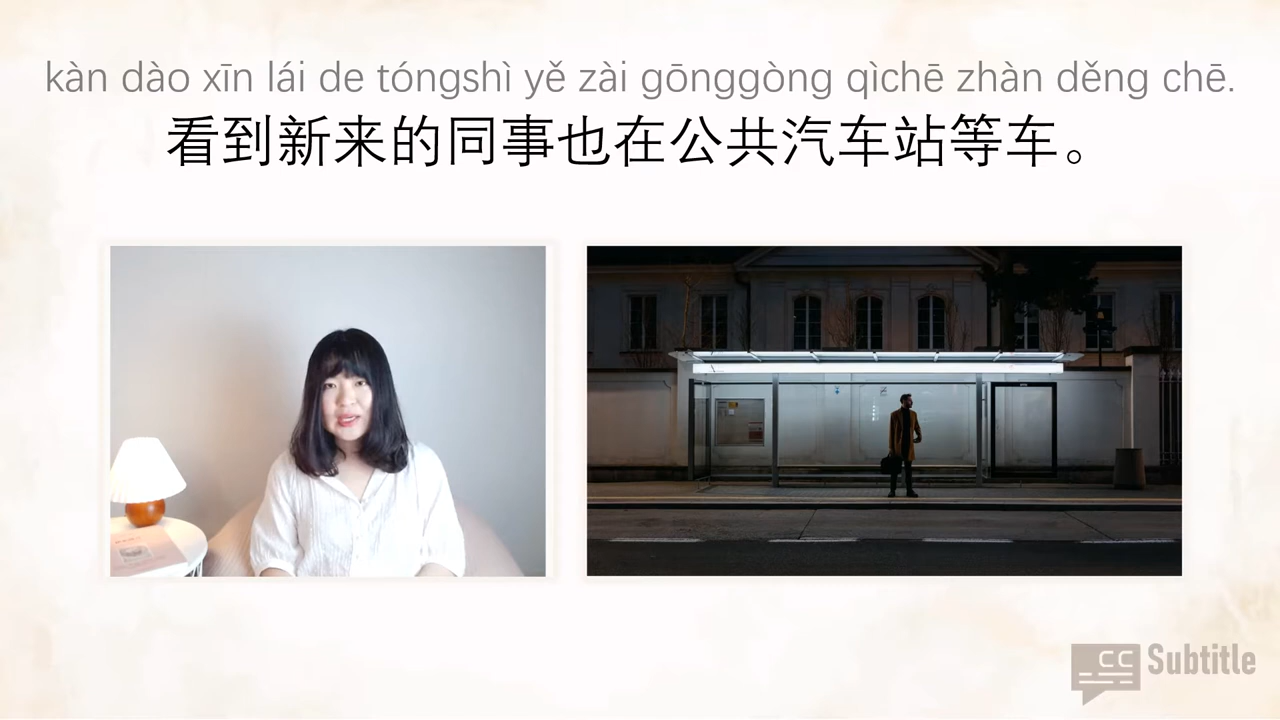 kàn dào xīn lái de tóngshì yě zài gōnggòng qìchē zhàn děng chē.
看到新来的同事也在公共汽车站等车。
CC
Subtitle